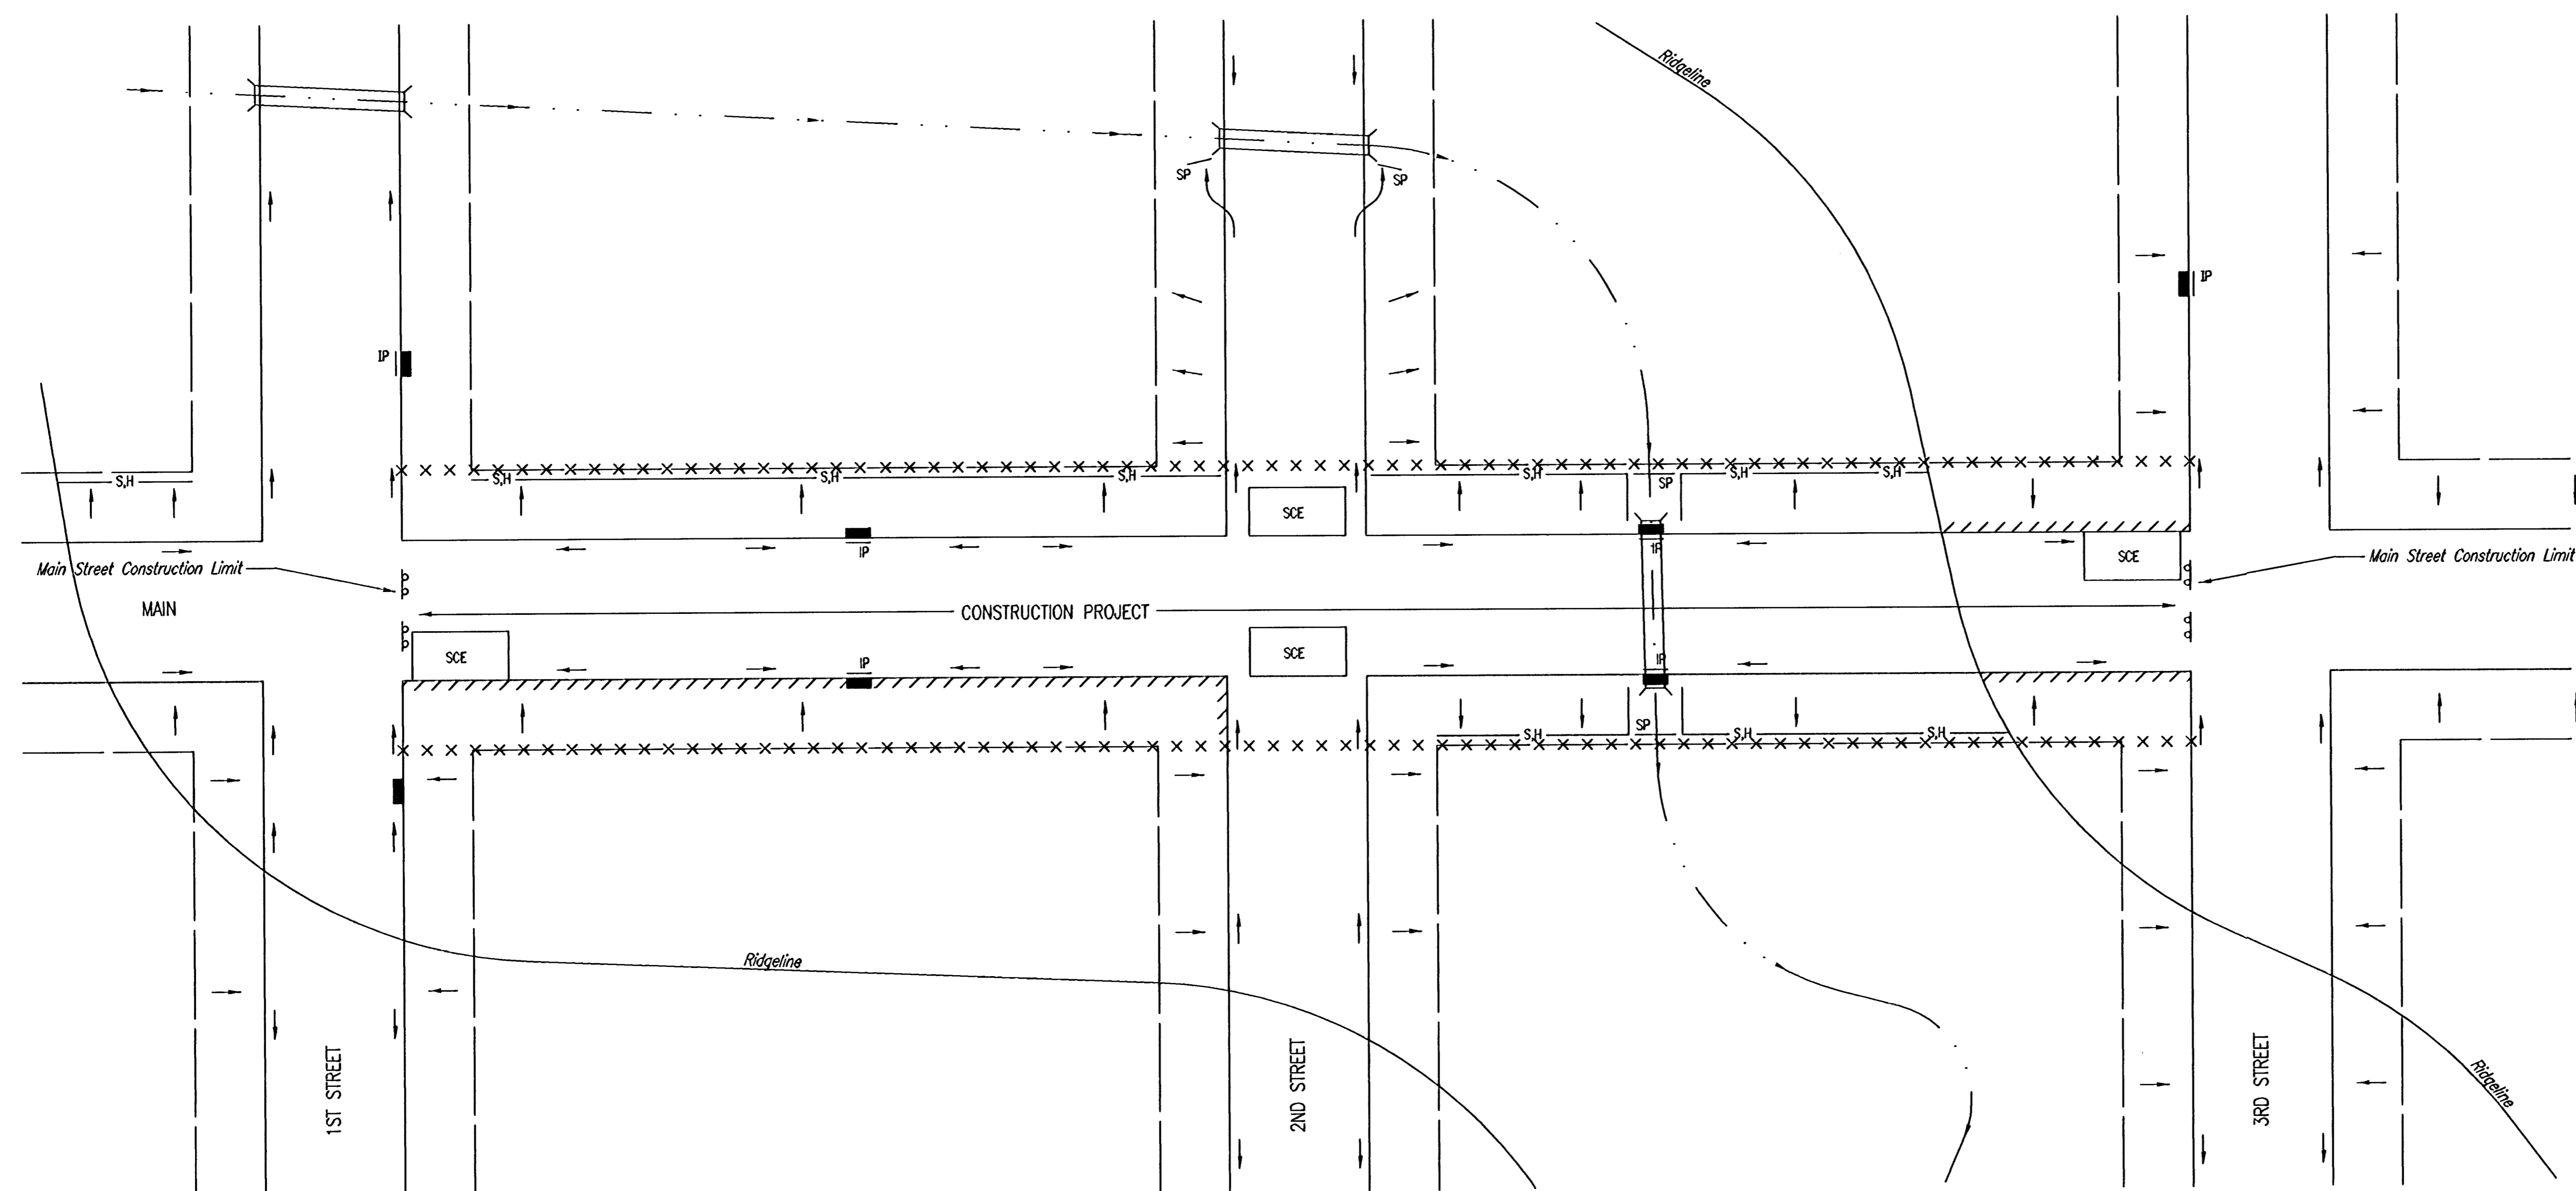 Ridgeline
SP
SP
IP
IP
S,H
S,H
S,H
S,H
S,H
S,H
S,H
SP
SCE
IP
IP
SCE
Main Street Construction Limit
Main Street Construction Limit
MAIN
CONSTRUCTION PROJECT
SCE
IP
SCE
IP
S,H
SP
S,H
S,H
Ridgeline
1ST STREET
2ND STREET
3RD STREET
Ridgeline